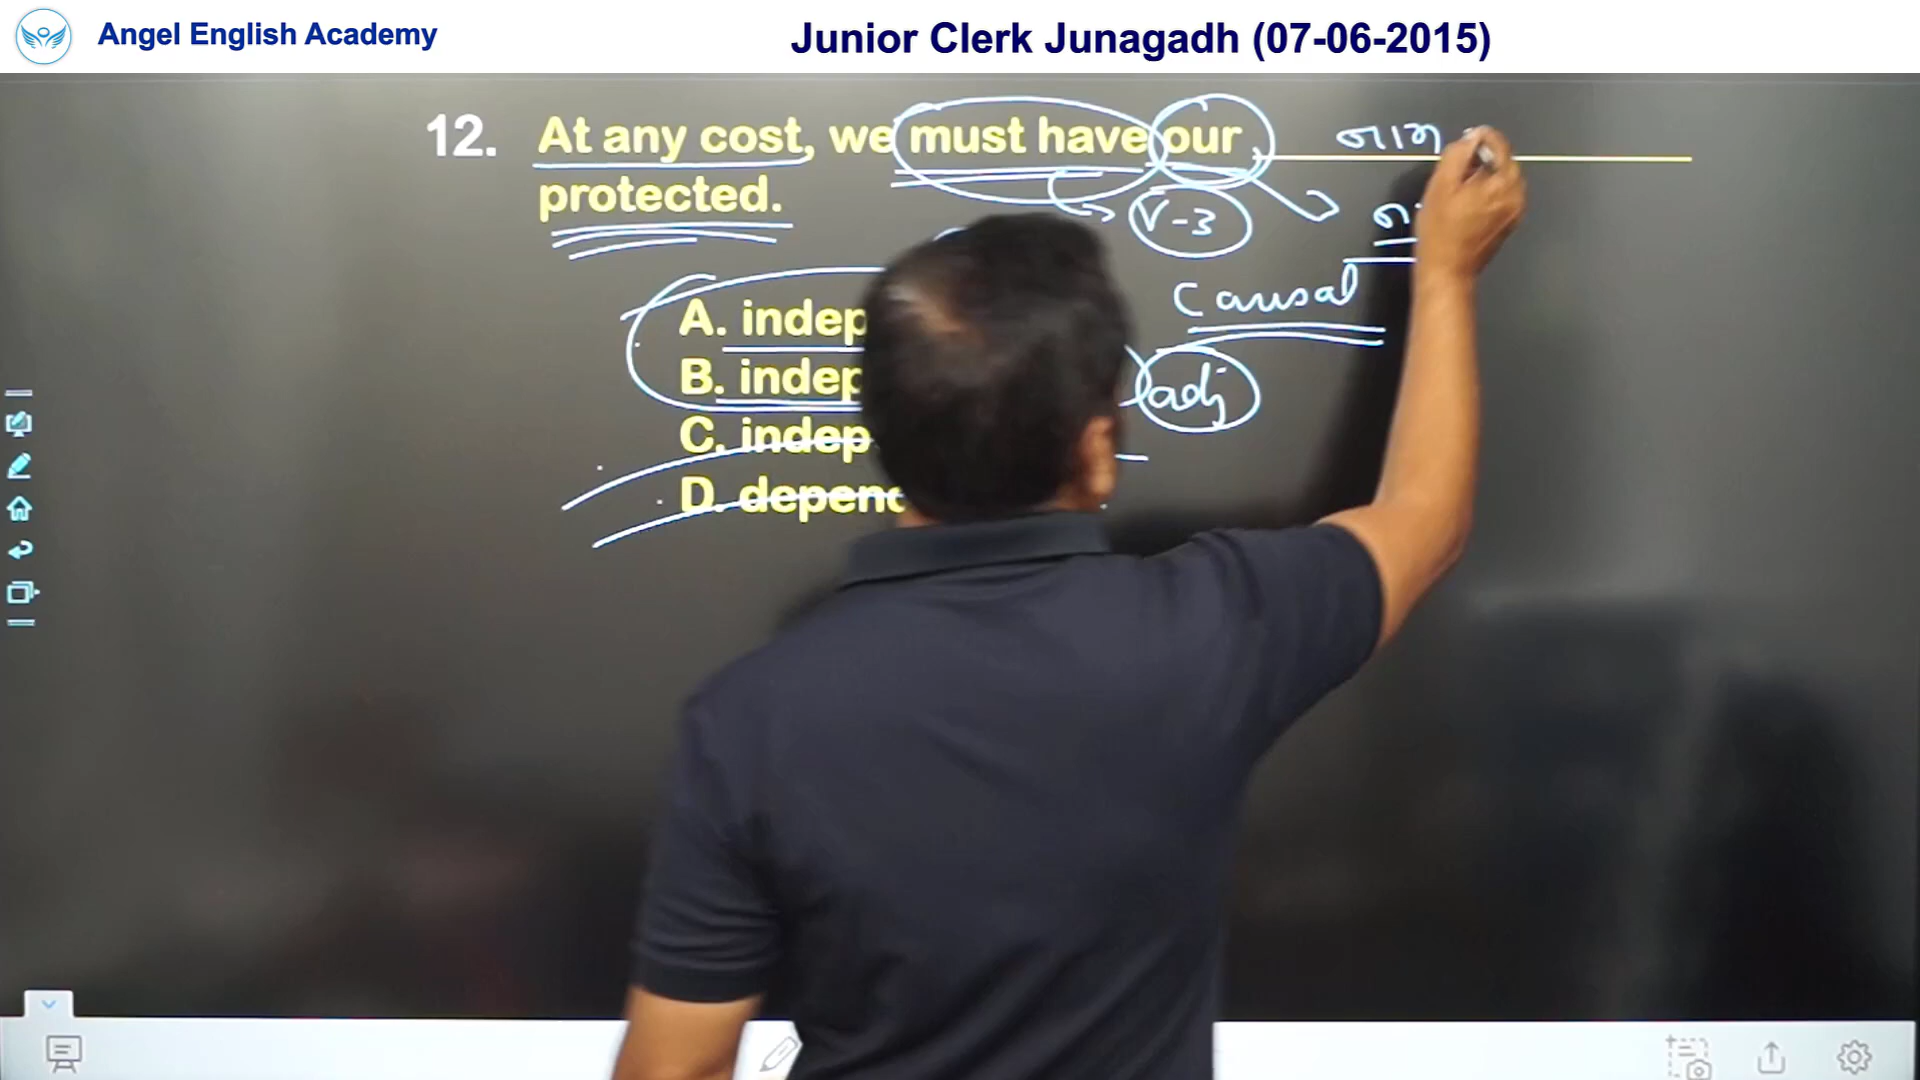 Angel English Academy
Junior Clerk Junagadh (07-06-2015)
12. At any cost, we must have our
protected.
V-3
Causal
A. indep
B. indep
adj
C. indep
D. depend